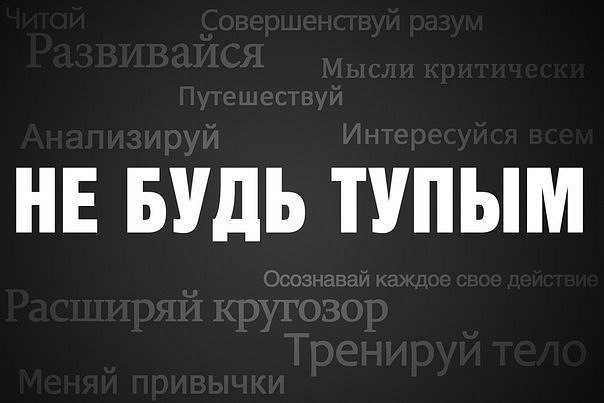 Читай
Совершенствуй разум
Развивайся
Мысли критически
Путешествуй
Анализируй
Интересуйся всем
НЕ БУДЬ ТУПЫМ
Осознавай каждое свое действие
Расширяй кругозор
Тренируй тело
Меняй привычки